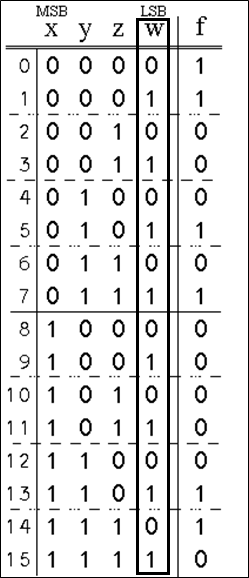 MSB LSB
x y z w f
0 0 0 0 0 1
1 0 0 0 1 1
2 0 0 1 0 0
3 0 0 1 1 0
4 0 1 0 0 0
5 0 1 0 1 1
6 0 1 1 0 0
7 0 1 1 1 1
8 1 0 0 0 0
9 1 0 0 1 0
10 1 0 1 0 0
11 1 0 1 1 0
12 1 1 0 0 0
13 1 1 0 1 1
14 1 1 1 0 1
15 1 1 1 1 0